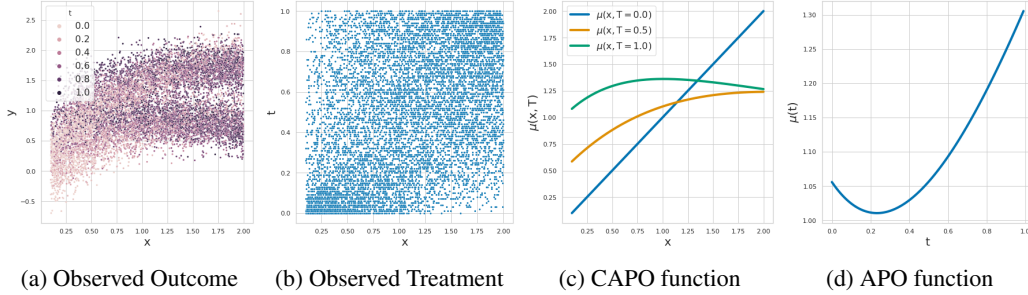 t
0.0
0.2
0.4
0.6
0.8
1.0
2.5
2.0
1.5
1.0
0.5
0.0
−0.5
y
0.25 0.50 0.75 1.00 1.25 1.50 1.75 2.00
x
(a) Observed Outcome
1.0
0.8
0.6
0.4
0.2
0.0
t
0.25 0.50 0.75 1.00 1.25 1.50 1.75 2.00
x
(b) Observed Treatment
μ(x, T = 0.0)
μ(x, T = 0.5)
μ(x, T = 1.0)
2.00
1.75
1.50
1.25
1.00
0.75
0.50
0.25
μ(x, T)
0.25 0.50 0.75 1.00 1.25 1.50 1.75 2.00
x
(c) CAPO function
1.30
1.25
1.20
1.15
1.10
1.05
1.00
μ(t)
0.0 0.2 0.4 0.6 0.8 1.0
t
(d) APO function